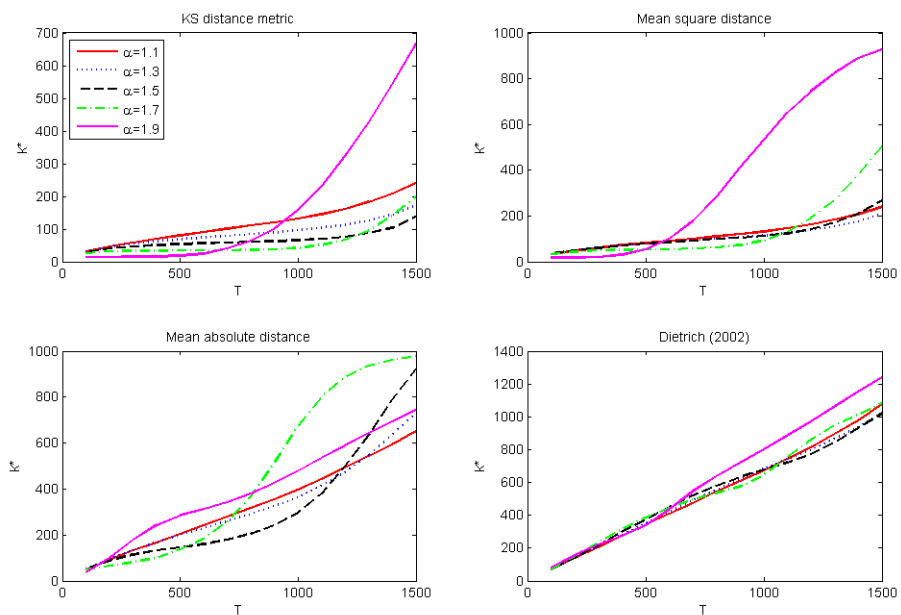 KS distance metric
700
600
500
400
300
200
100
0
K*
α=1.1
α=1.3
α=1.5
α=1.7
α=1.9
0
500
1000
1500
T
Mean square distance
1000
800
600
400
200
0
K*
0
500
1000
1500
T
Mean absolute distance
1000
800
600
400
200
0
K*
0
500
1000
1500
T
Dietrich (2002)
1400
1200
1000
800
600
400
200
0
K*
0
500
1000
1500
T